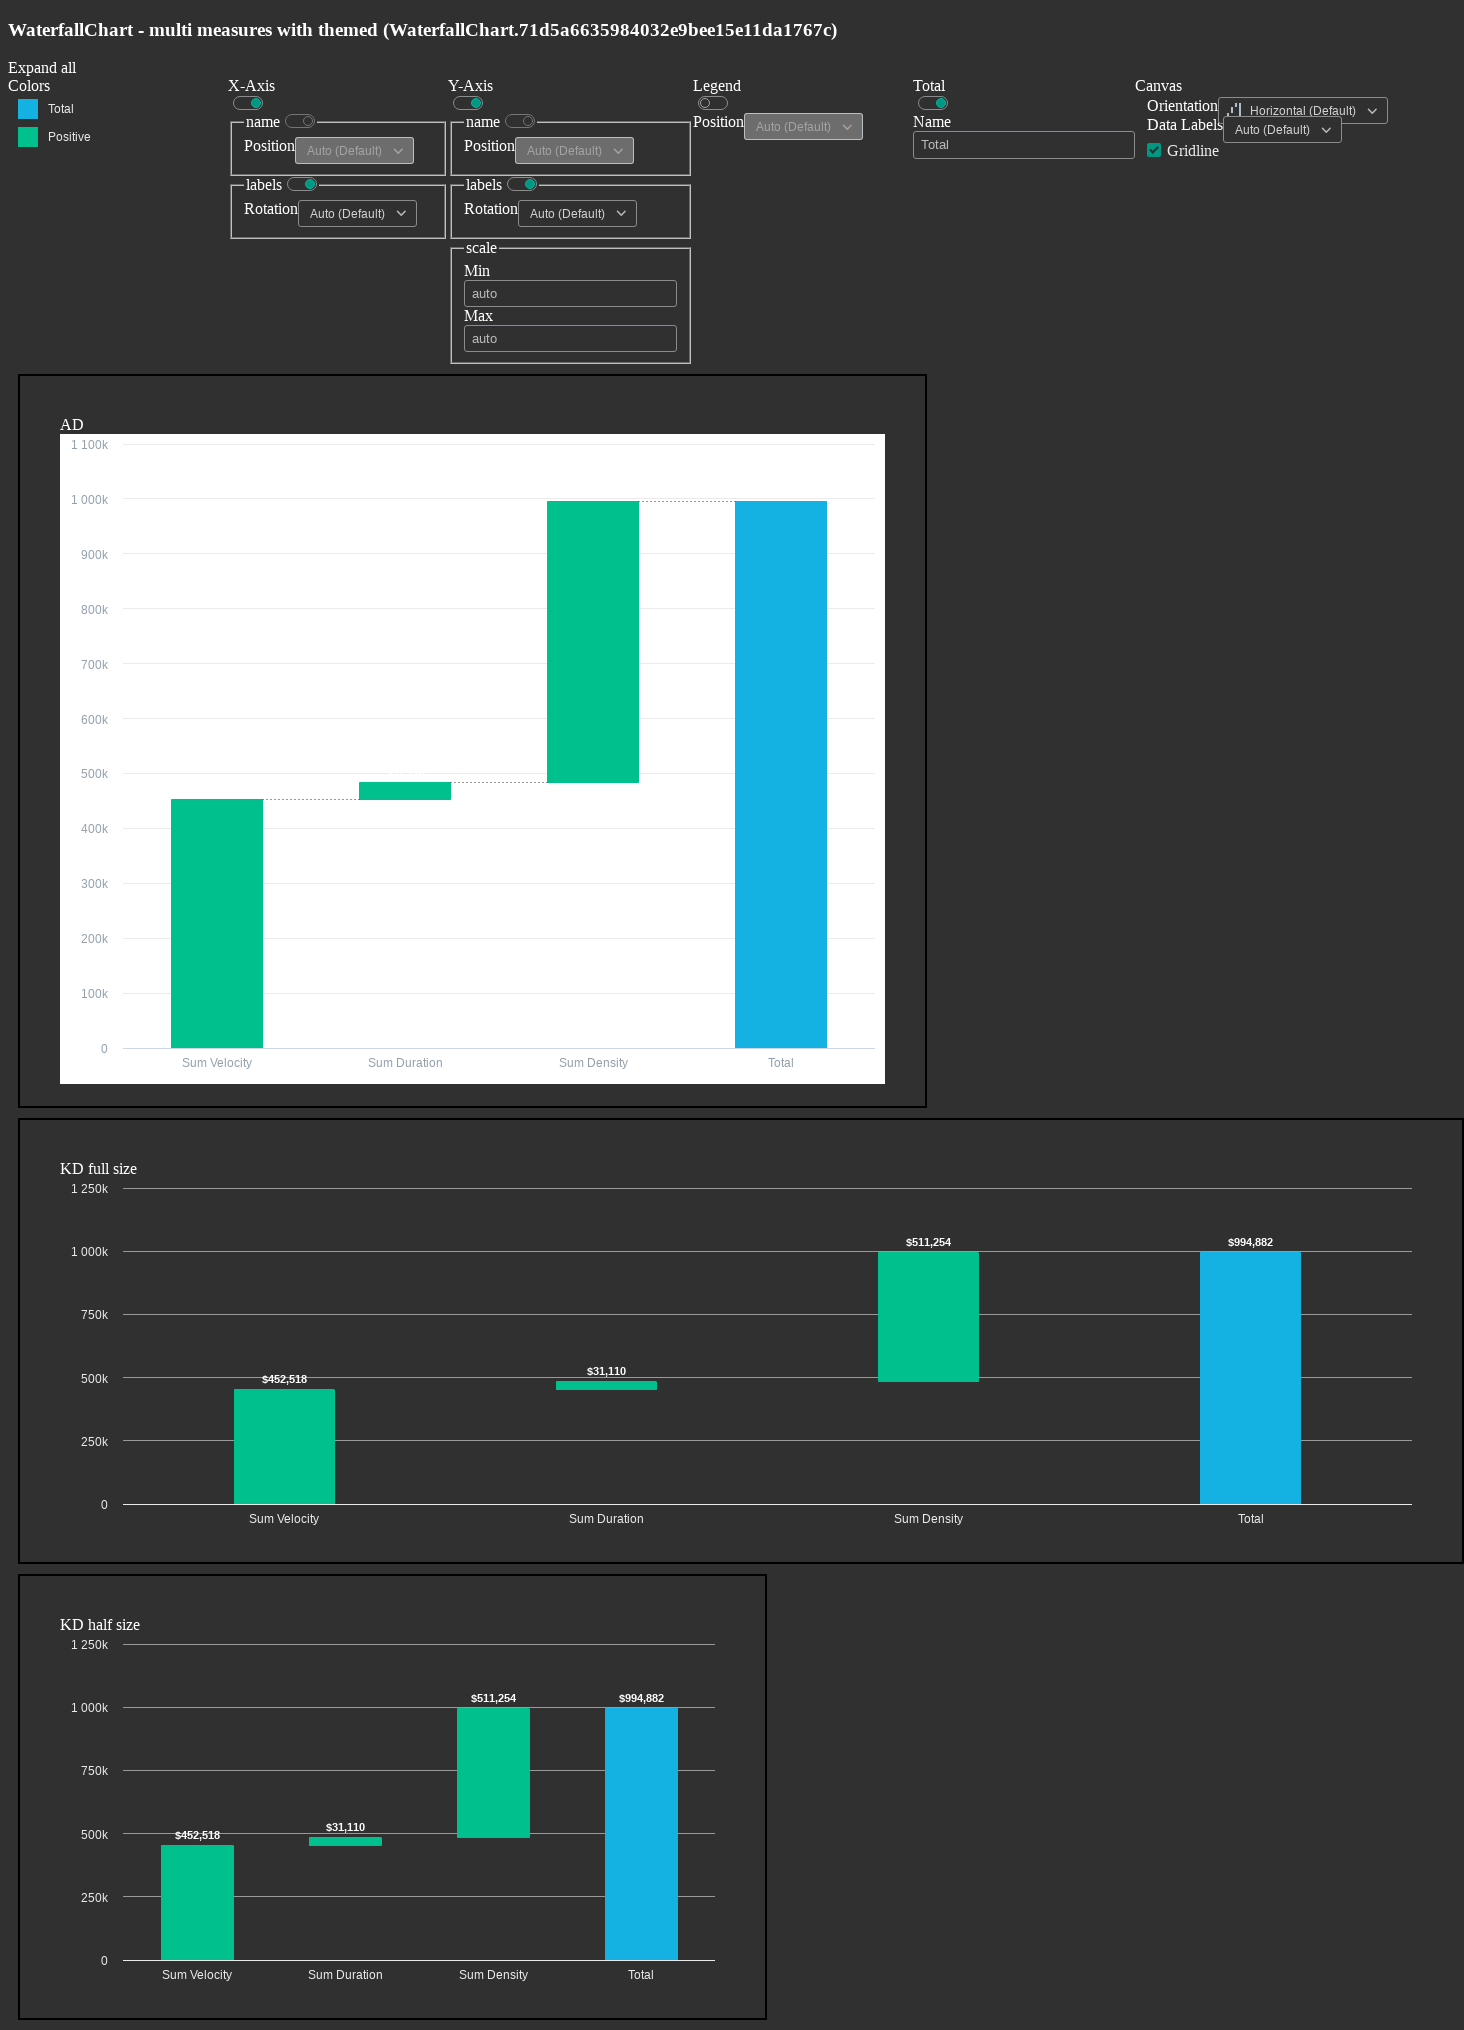 WaterfallChart - multi measures with themed (WaterfallChart.71d5a6635984032e9bee15e11da1767c)
Expand all
Colors
Total
Positive
X-Axis
name
Position Auto (Default)
labels
Rotation Auto (Default)
Y-Axis
name
Position Auto (Default)
labels
Rotation Auto (Default)
scale
Min
auto
Max
auto
Legend
Position Auto (Default)
Total
Name
Total
Canvas
Orientation Horizontal (Default)
Data Labels Auto (Default)
Gridline
AD
1 100k
1 000k
900k
800k
700k
600k
500k
400k
300k
200k
100k
0
Sum Velocity Sum Duration Sum Density Total
KD full size
1 250k
1 000k
750k
500k
250k
0
$452,518
$31,110
$511,254
$994,882
Sum Velocity Sum Duration Sum Density Total
KD half size
1 250k
1 000k
750k
500k
250k
0
$452,518
$31,110
$511,254
$994,882
Sum Velocity Sum Duration Sum Density Total